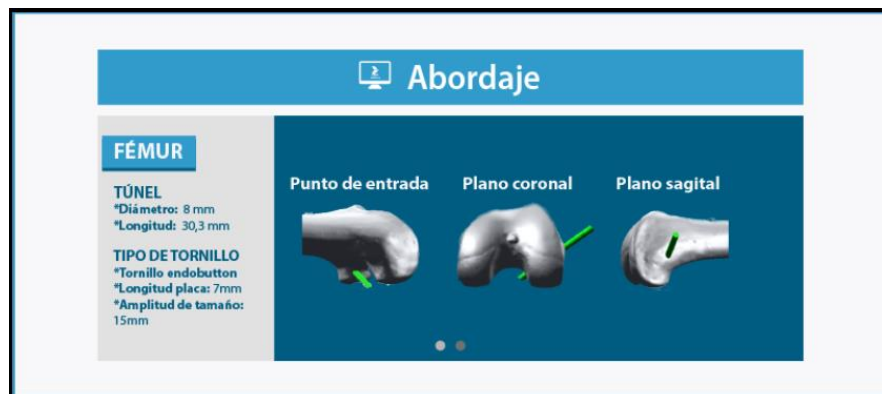 Abordaje
FÉMUR
TÚNEL
*Diámetro: 8 mm
*Longitud: 30,3 mm
TIPO DE TORNILLO
*Tornillo endobutton
*Longitud placa: 7mm
*Amplitud de tamaño:
15mm
Punto de entrada
Plano coronal
Plano sagital